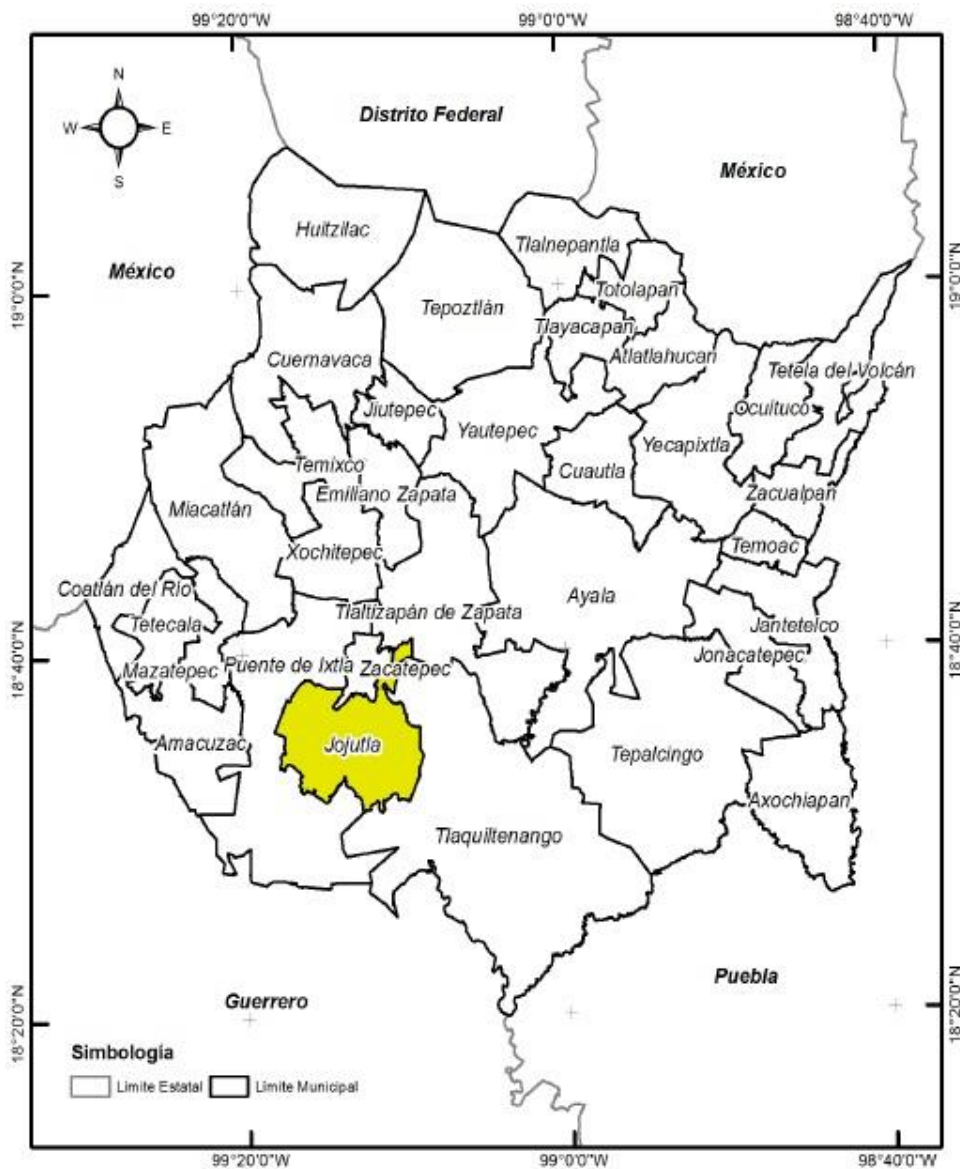 99°20'0"W
99°0'0"W
98°40'0"W
N
W
E
S
Distrito Federal
México
Huitzilac
Tlalnepantla
México
19°0'0"N
19°0'0"N
Totolapan
Tepoztlán
Tlayacapan
Cuernavaca
Atlatlahucan
Tetela del Volcán
Jiutepec
Ocuituco
Yautepec
Yecapixtla
Temixco
Cuautla
Emiliano Zapata
Zacualpan
Miacatlán
Xochitepec
Temoac
Coatlán del Río
Ayala
Tlaltizapán de Zapata
Tetecala
Jantetelco
18°40'0"N
18°40'0"N
Mazatepec
Puente de Ixtla
Zacatepec
Jonacatepec
Amacuzac
Jojutla
Tepalcingo
Axochiapan
Tlaquiltenango
Puebla
Guerrero
18°20'0"N
18°20'0"N
Simbología
Limite Estatal
Limite Municipal
99°20'0"W
99°0'0"W
98°40'0"W